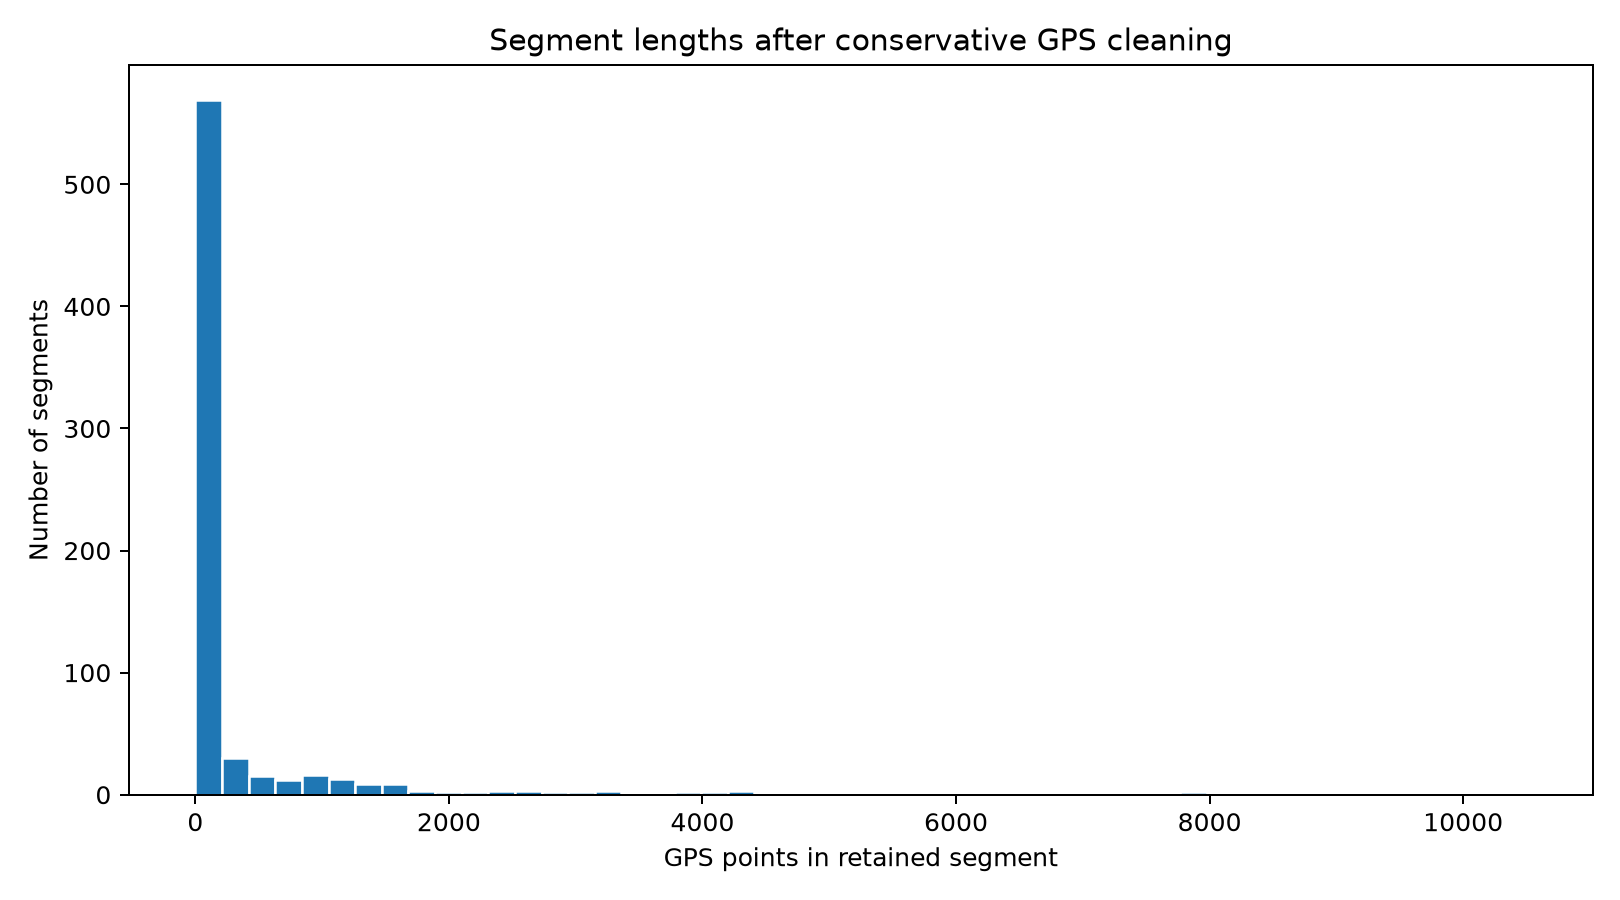 Segment lengths after conservative GPS cleaning
Number of segments
500
400
300
200
100
0
0 2000 4000 6000 8000 10000
GPS points in retained segment